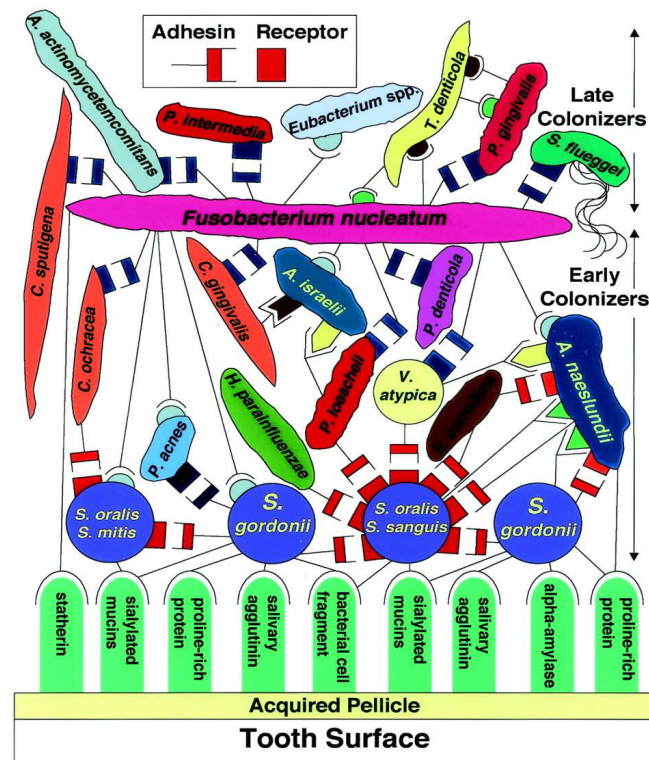 A. actinomycetemcomitans
Adhesin Receptor
P. intermedia
Eubacterium spp.
T. denticola
P. gingivalis
Late
Colonizers
S. flueggei
C. sputigena
Fusobacterium nucleatum
Early
Colonizers
C. ochracea
C. gingivalis
A. israelii
P. denticola
P. loescheii
V.
atypica
A. naeslundii
H. parainfluenzae
P. acnes
S. oralis
S. mitis
S.
gordonii
S. oralis
S. sanguis
S.
gordonii
statherin
sialylated
mucins
proline-rich
protein
salivary
agglutinin
bacterial cell
fragment
sialylated
mucins
salivary
agglutinin
alpha-amylase
proline-rich
protein
Acquired Pellicle
Tooth Surface